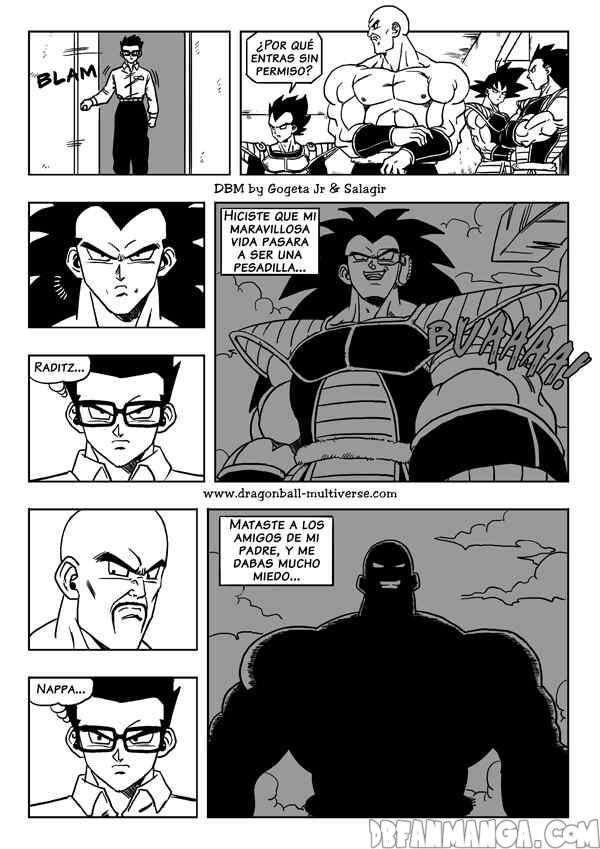 BLAM
¿POR QUÉ
ENTRAS SIN
PERMISO?
DBM by Gogeta Jr & Salagir
HICISTE QUE MI
MARAVILLOSA
VIDA PASARA
A SER UNA
PESADILLA...
BUAAAA!
RADITZ...
www.dragonball-multiverse.com
MATASTE A LOS
AMIGOS DE MI
PADRE, Y ME
DABAS MUCHO
MIEDO...
NAPPA...
DBFANMANGA.COM